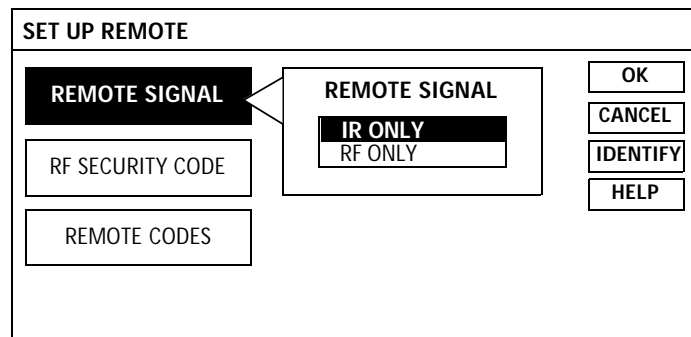 SET UP REMOTE
REMOTE SIGNAL
RF SECURITY CODE
REMOTE CODES
REMOTE SIGNAL
IR ONLY
RF ONLY
OK
CANCEL
IDENTIFY
HELP